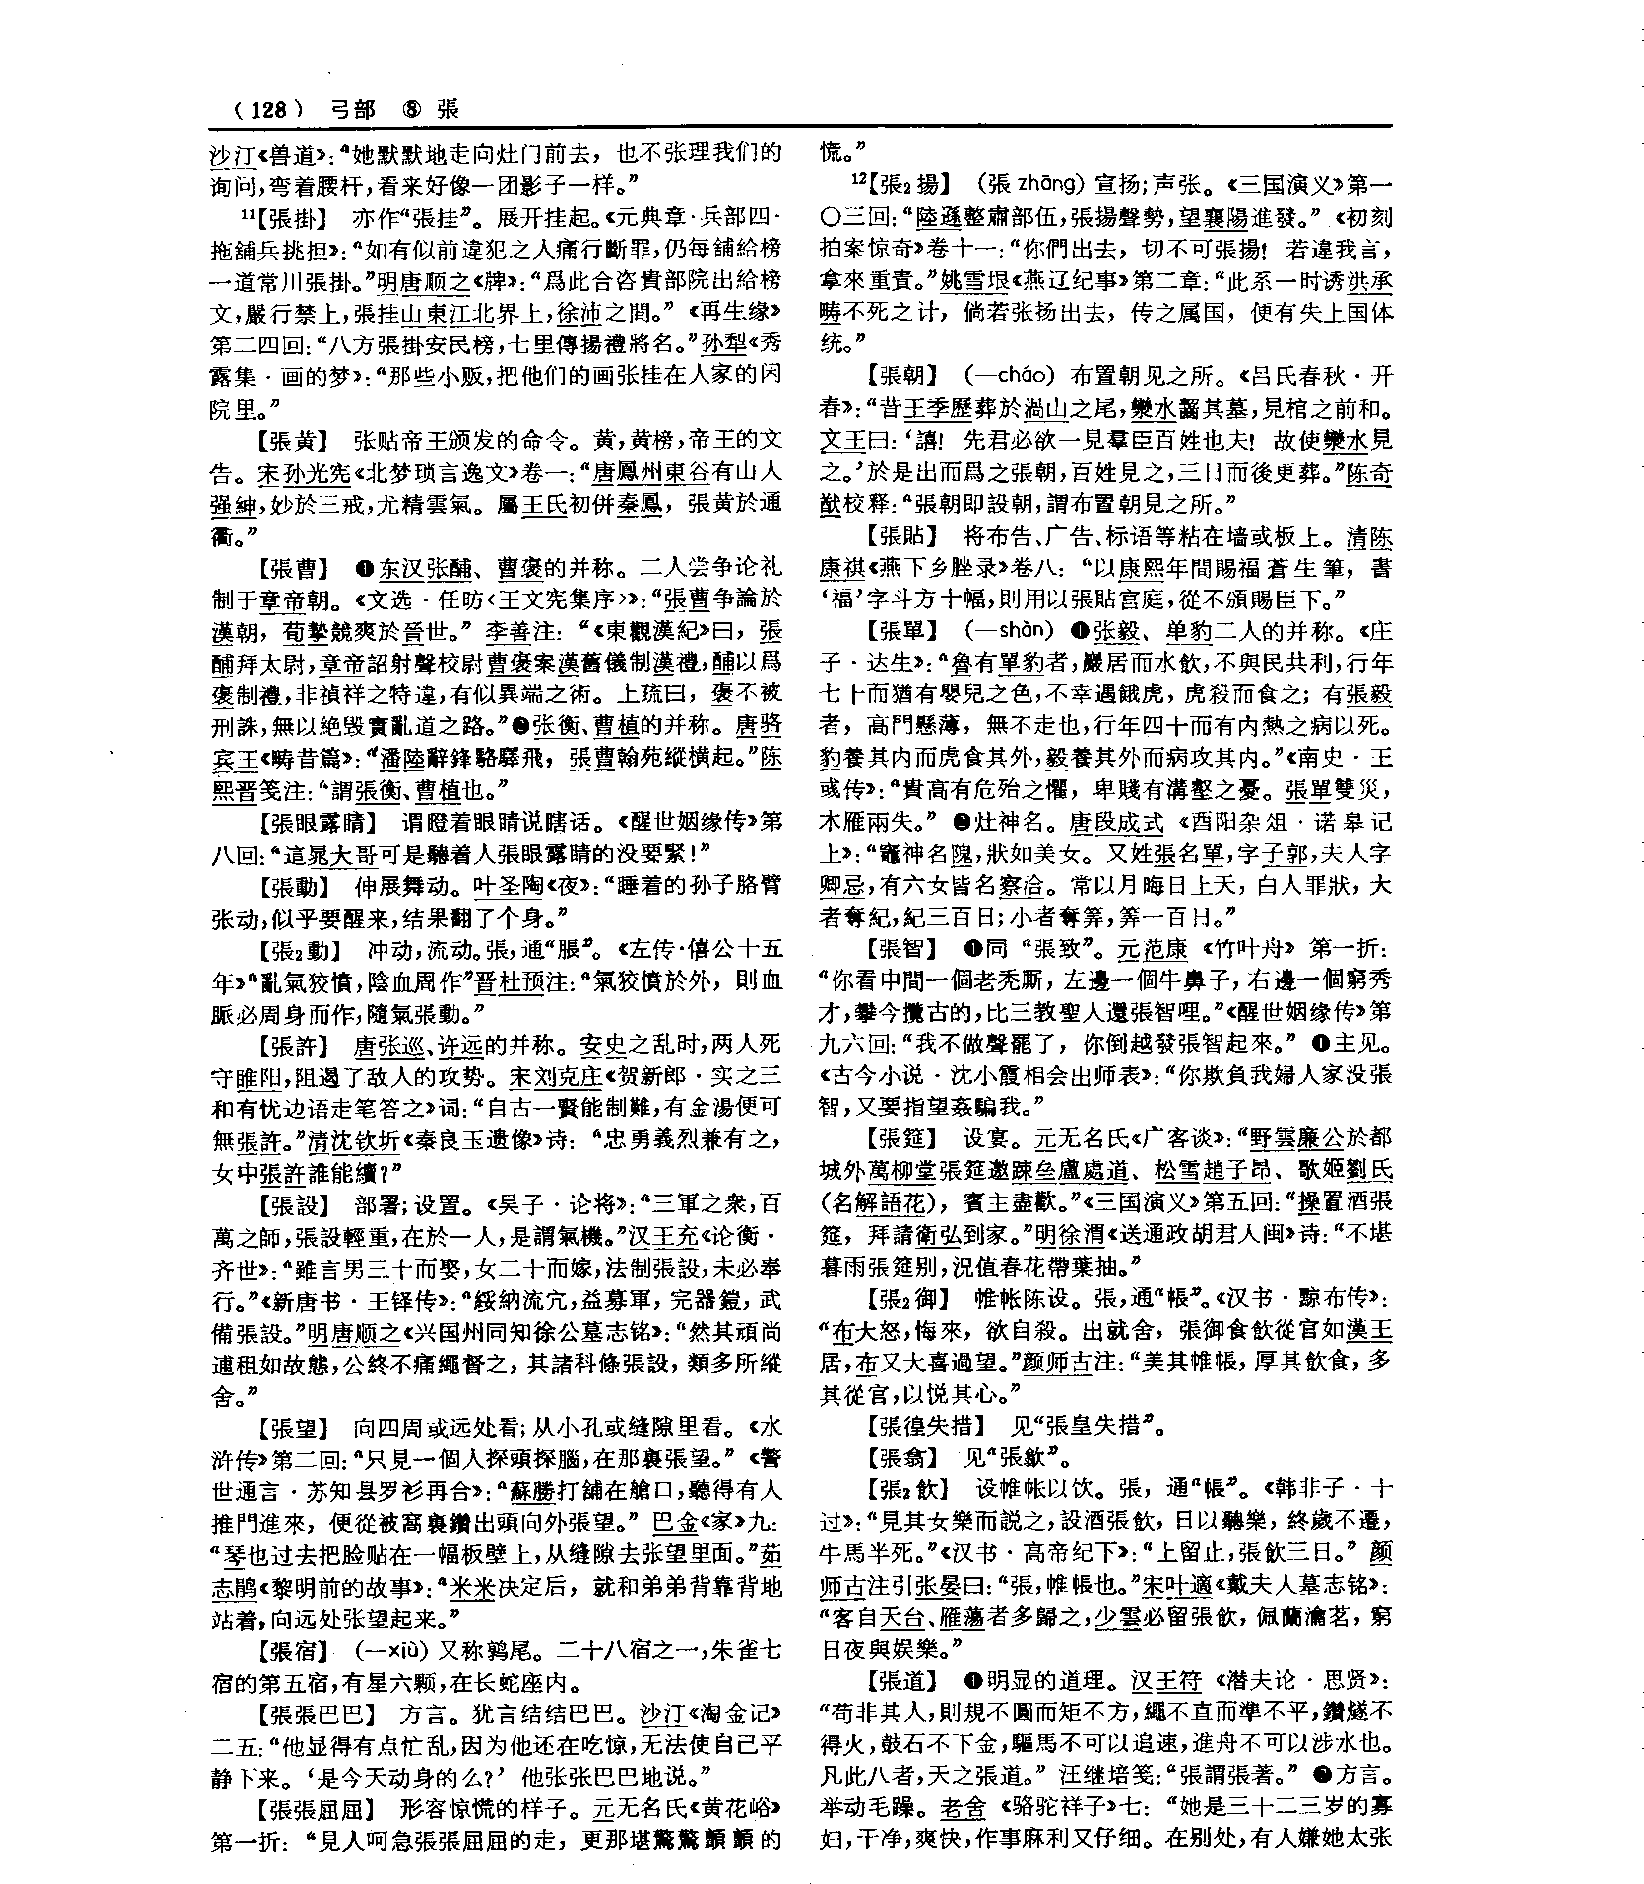 （128） 弓部 ⑧ 張
沙汀《兽道》：“她默默地走向灶门前去，也不张理我们的
询问，弯着腰杆，看来好像一团影子一样。”
11【張掛】 亦作“張挂”。展开挂起。《元典章·兵部四·
拖舖兵挑担》：“如有似前違犯之人痛行斷罪，仍每舖給榜
一道常川張掛。”明唐顺之《牌》：“爲此合咨貴部院出給榜
文，嚴行禁止，張挂山東江北界上，徐沛之間。”《再生缘》
第二四回：“八方張掛安民榜，七里傳揚禮將名。”孙犁《秀
露集·画的梦》：“那些小贩，把他们的画张挂在人家的闲
院里。”
【張黄】 张贴帝王颁发的命令。黄，黄榜，帝王的文
告。宋孙光宪《北梦琐言逸文》卷一：“唐鳳州東谷有山人
强紳，妙於三戒，尤精雲氣。屬王氏初併秦鳳，張黄於通
衢。”
【張曹】 ❶东汉张酺、曹褒的并称。二人尝争论礼
制于章帝朝。《文选·任昉〈王文宪集序〉》：“張曹争論於
漢朝，荀摯競爽於晉世。”李善注：“《東觀漢紀》曰，張
酺拜太尉，章帝詔射聲校尉曹褒案漢舊儀制漢禮，酺以爲
褒制禮，非禎祥之特達，有似異端之術。上疏曰，褒不被
刑誅，無以絶毁實亂道之路。”❷张衡、曹植的并称。唐骆
宾王《畴昔篇》：“潘陸辭鋒駱驛飛，張曹翰苑縱横起。”陈
熙晋笺注：“謂張衡、曹植也。”
【張眼露睛】 谓瞪着眼睛说瞎话。《醒世姻缘传》第
八回：“這晁大哥可是聽着人張眼露睛的没要緊！”
【張動】 伸展舞动。叶圣陶《夜》：“睡着的孙子胳臂
张动，似乎要醒来，结果翻了个身。”
【張2動】 冲动，流动。張，通“脹”。《左传·僖公十五
年》“亂氣狡憤，陰血周作”晋杜预注：“氣狡憤於外，則血
脈必周身而作，隨氣張動。”
【張許】 唐张巡、许远的并称。安史之乱时，两人死
守睢阳，阻遏了敌人的攻势。宋刘克庄《贺新郎·实之三
和有忧边语走笔答之》词：“自古一賢能制難，有金湯便可
無張許。”清沈钦圻《秦良玉遗像》诗：“忠勇義烈兼有之，
女中張許誰能續？”
【張設】 部署；设置。《吴子·论将》：“三軍之衆，百
萬之師，張設輕重，在於一人，是謂氣機。”汉王充《论衡·
齐世》：“雖言男三十而娶，女二十而嫁，法制張設，未必奉
行。”《新唐书·王铎传》：“綏納流冗，益募軍，完器鎧，武
備張設。”明唐顺之《兴国州同知徐公墓志铭》：“然其頑尚
逋租如故態，公終不痛繩督之，其諸科條張設，類多所縱
舍。”
【張望】 向四周或远处看；从小孔或缝隙里看。《水
浒传》第二回：“只見一個人探頭探腦，在那裏張望。”《警
世通言·苏知县罗衫再合》：“蘇勝打舖在艙口，聽得有人
推門進來，便從被窩裏鑽出頭向外張望。”巴金《家》九：
“琴也过去把脸贴在一幅板壁上，从缝隙去张望里面。”茹
志鹃《黎明前的故事》：“米米决定后，就和弟弟背靠背地
站着，向远处张望起来。”
【張宿】 （—xiù）又称鹑尾。二十八宿之一，朱雀七
宿的第五宿，有星六颗，在长蛇座内。
【張張巴巴】 方言。犹言结结巴巴。沙汀《淘金记》
二五：“他显得有点忙乱，因为他还在吃惊，无法使自己平
静下来。‘是今天动身的么？’他张张巴巴地说。”
【張張屈屈】 形容惊慌的样子。元无名氏《黄花峪》
第一折：“見人呵急張張屈屈的走，更那堪驚驚顫顫的
慌。”
12【張2揚】 （張 zhāng）宣扬；声张。《三国演义》第一
〇三回：“陸遜整肅部伍，張揚聲勢，望襄陽進發。”《初刻
拍案惊奇》卷十一：“你們出去，切不可張揚！若違我言，
拿來重責。”姚雪垠《燕辽纪事》第二章：“此系一时诱洪承
畴不死之计，倘若张扬出去，传之属国，便有失上国体
统。”
【張朝】 （—cháo）布置朝见之所。《吕氏春秋·开
春》：“昔王季歷葬於渦山之尾，欒水齧其墓，見棺之前和。
文王曰：‘譆！先君必欲一見羣臣百姓也夫！故使欒水見
之。’於是出而爲之張朝，百姓見之，三日而後更葬。”陈奇
猷校释：“張朝即設朝，謂布置朝見之所。”
【張貼】 将布告、广告、标语等粘在墙或板上。清陈
康祺《燕下乡脞录》卷八：“以康熙年間賜福蒼生筆，書
‘福’字斗方十幅，則用以張貼宫庭，從不頒賜臣下。”
【張單】 （—shàn）❶张毅、单豹二人的并称。《庄
子·达生》：“魯有單豹者，巖居而水飲，不與民共利，行年
七十而猶有嬰兒之色，不幸遇餓虎，虎殺而食之；有張毅
者，高門懸薄，無不走也，行年四十而有内熱之病以死。
豹養其内而虎食其外，毅養其外而病攻其内。”《南史·王
彧传》：“貴高有危殆之懼，卑賤有溝壑之憂。張單雙災，
木雁兩失。”❷灶神名。唐段成式《酉阳杂俎·诺皋记
上》：“竈神名隗，狀如美女。又姓張名單，字子郭，夫人字
卿忌，有六女皆名察洽。常以月晦日上天，白人罪狀，大
者奪紀，紀三百日；小者奪筭，筭一百日。”
【張智】 ❶同“張致”。元范康《竹叶舟》第一折：
“你看中間一個老秃厮，左邊一個牛鼻子，右邊一個窮秀
才，攀今攬古的，比三教聖人還張智哩。”《醒世姻缘传》第
九六回：“我不做聲罷了，你倒越發張智起來。”❶主见。
《古今小说·沈小霞相会出师表》：“你欺負我婦人家没張
智，又要指望姦騙我。”
【張筵】 设宴。元无名氏《广客谈》：“野雲廉公於都
城外萬柳堂張筵邀疎仝盧處道、松雪趙子昂、歌姬劉氏
（名解語花），賓主盡歡。”《三国演义》第五回：“操置酒張
筵，拜請衛弘到家。”明徐渭《送通政胡君人闽》诗：“不堪
暮雨張筵别，況值春花帶葉抽。”
【張2御】 帷帐陈设。張，通“帳”。《汉书·黥布传》：
“布大怒，悔來，欲自殺。出就舍，張御食飲從官如漢王
居，布又大喜過望。”颜师古注：“美其帷帳，厚其飲食，多
其從官，以悦其心。”
【張徨失措】 见“張皇失措”。
【張翕】 见“張歙”。
【張2飲】 设帷帐以饮。張，通“帳”。《韩非子·十
过》：“見其女樂而説之，設酒張飲，日以聽樂，終歲不遷，
牛馬半死。”《汉书·高帝纪下》：“上留止，張飲三日。”颜
师古注引张晏曰：“張，帷帳也。”宋叶適《戴夫人墓志铭》：
“客自天台、雁蕩者多歸之，少雲必留張飲，佩蘭瀹茗，窮
日夜與娱樂。”
【張道】 ❶明显的道理。汉王符《潜夫论·思贤》：
“苟非其人，則規不圓而矩不方，繩不直而準不平，鑽燧不
得火，鼓石不下金，驅馬不可以追速，進舟不可以涉水也。
凡此八者，天之張道。”汪继培笺：“張謂張著。”❷方言。
举动毛躁。老舍《骆驼祥子》七：“她是三十二三岁的寡
妇，干净，爽快，作事麻利又仔细。在别处，有人嫌她太张